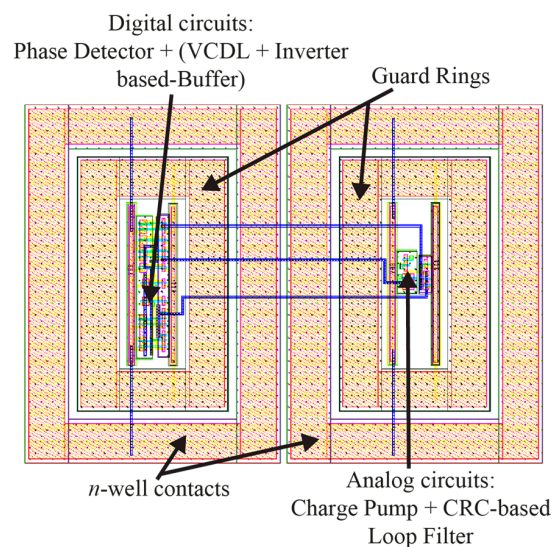 Digital circuits:
Phase Detector + (VCDL + Inverter
based-Buffer)
Guard Rings
n-well contacts
Analog circuits:
Charge Pump + CRC-based
Loop Filter